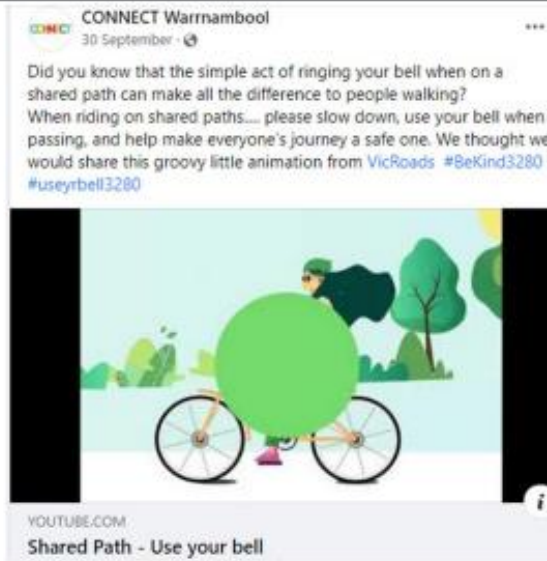 CONNECT
CONNECT Warrnambool
30 September ·
Did you know that the simple act of ringing your bell when on a
shared path can make all the difference to people walking?
When riding on shared paths.... please slow down, use your bell when
passing, and help make everyone's journey a safe one. We thought we
would share this groovy little animation from VicRoads #BeKind3280
#useyrbell3280
i
YOUTUBE.COM
Shared Path - Use your bell